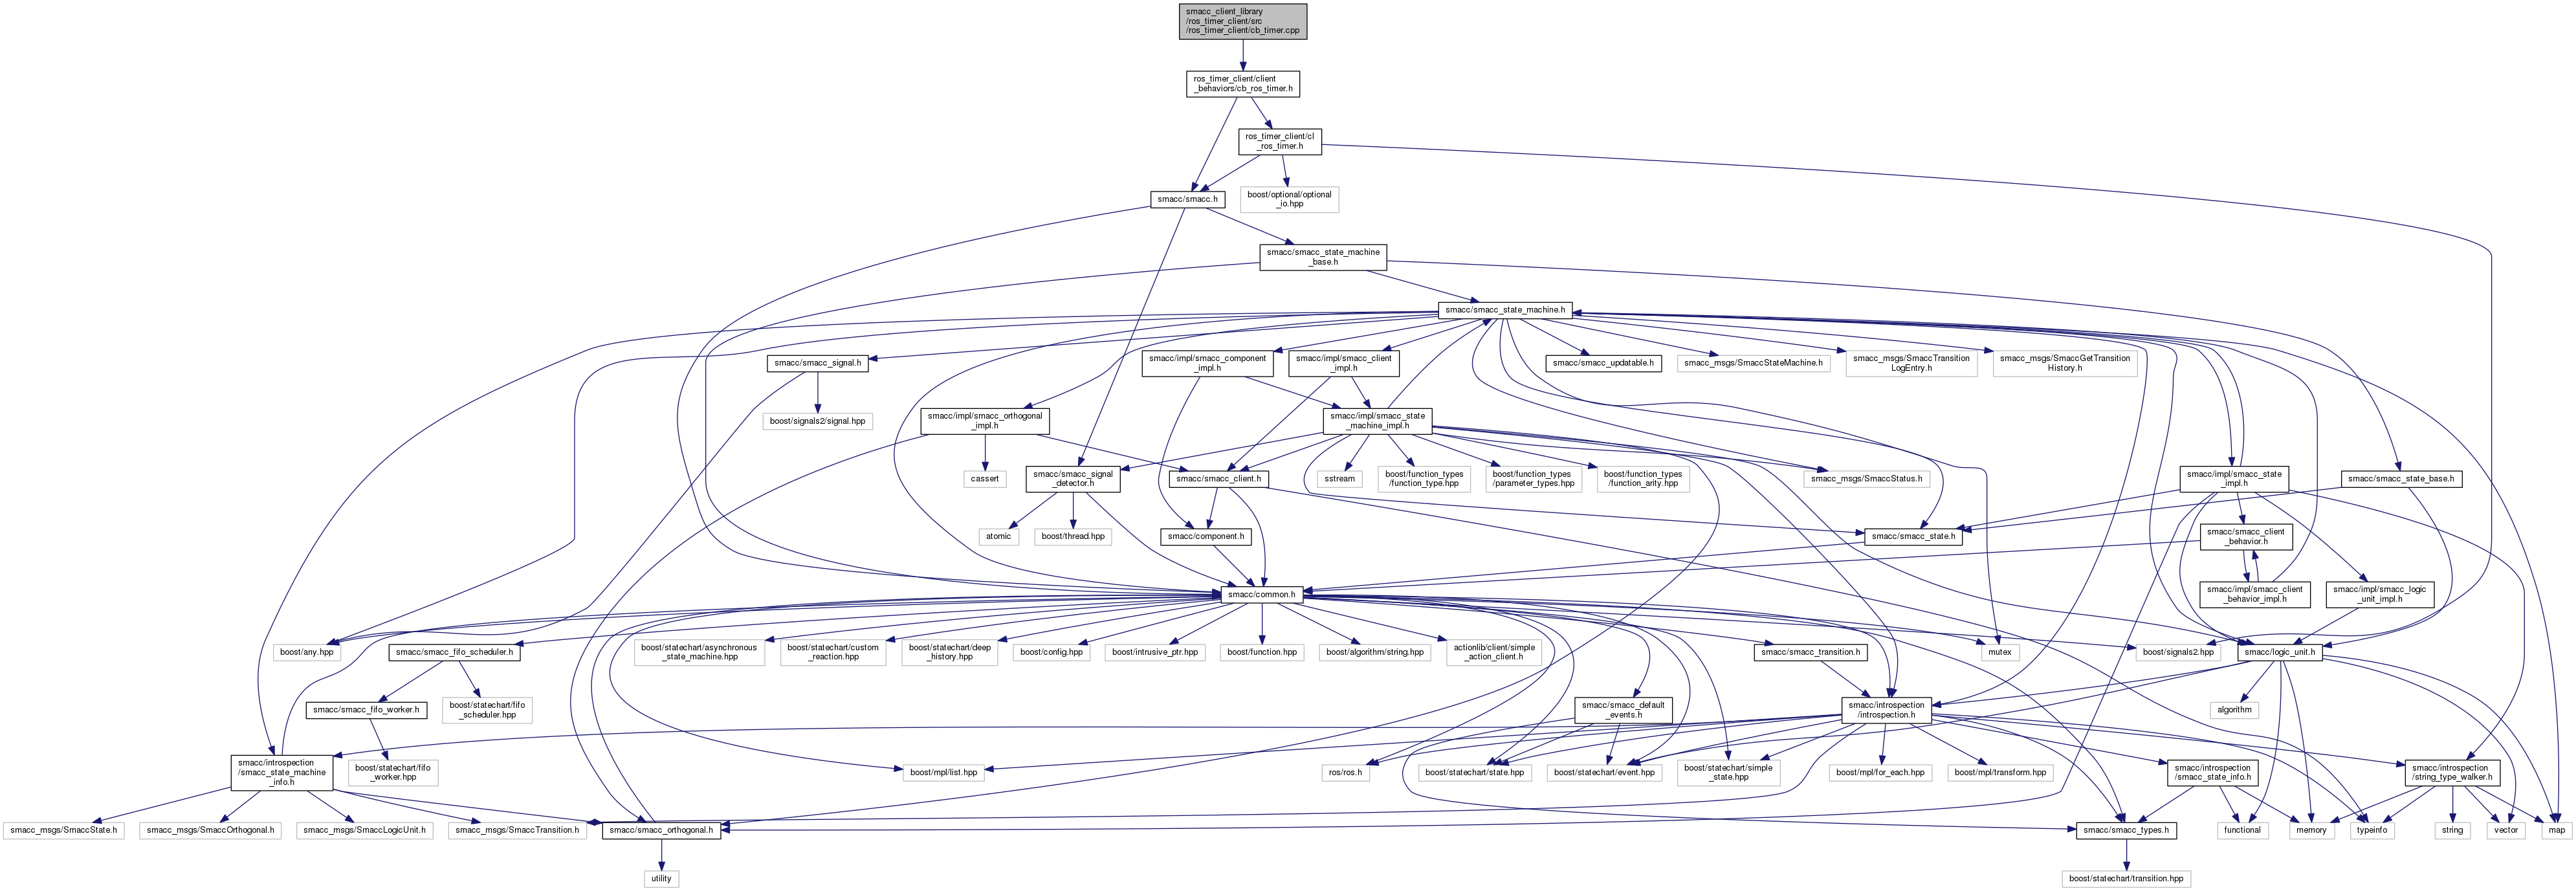 smacc_client_library
/ros_timer_client/src
/ros_timer_client/cb_timer.cpp
ros_timer_client/client
_behaviors/cb_ros_timer.h
ros_timer_client/cl
_ros_timer.h
smacc/smacc.h
boost/optional/optional
_io.hpp
smacc/smacc_state_machine
_base.h
smacc/smacc_state_machine.h
smacc/smacc_signal.h
smacc/impl/smacc_component
_impl.h
smacc/impl/smacc_client
_impl.h
smacc/smacc_updatable.h
smacc_msgs/SmaccStateMachine.h
smacc_msgs/SmaccTransition
LogEntry.h
smacc_msgs/SmaccGetTransition
History.h
boost/signals2/signal.hpp
smacc/impl/smacc_orthogonal
_impl.h
smacc/impl/smacc_state
_machine_impl.h
cassert
smacc/smacc_signal
_detector.h
smacc/smacc_client.h
sstream
boost/function_types
/function_type.hpp
boost/function_types
/parameter_types.hpp
boost/function_types
/function_arity.hpp
smacc_msgs/SmaccStatus.h
smacc/impl/smacc_state
_impl.h
smacc/smacc_state_base.h
atomic
boost/thread.hpp
smacc/component.h
smacc/smacc_state.h
smacc/smacc_client
_behavior.h
smacc/common.h
smacc/impl/smacc_client
_behavior_impl.h
smacc/impl/smacc_logic
_unit_impl.h
boost/any.hpp
smacc/smacc_fifo_scheduler.h
boost/statechart/asynchronous
_state_machine.hpp
boost/statechart/custom
_reaction.hpp
boost/statechart/deep
_history.hpp
boost/config.hpp
boost/intrusive_ptr.hpp
boost/function.hpp
boost/algorithm/string.hpp
actionlib/client/simple
_action_client.h
smacc/smacc_transition.h
mutex
boost/signals2.hpp
smacc/logic_unit.h
smacc/smacc_fifo_worker.h
boost/statechart/fifo
_scheduler.hpp
smacc/smacc_default
_events.h
smacc/introspection
/introspection.h
algorithm
smacc/introspection
/smacc_state_machine
_info.h
boost/statechart/fifo
_worker.hpp
boost/mpl/list.hpp
ros/ros.h
boost/statechart/state.hpp
boost/statechart/event.hpp
boost/statechart/simple
_state.hpp
boost/mpl/for_each.hpp
boost/mpl/transform.hpp
smacc/introspection
/smacc_state_info.h
smacc/introspection
/string_type_walker.h
smacc_msgs/SmaccState.h
smacc_msgs/SmaccOrthogonal.h
smacc_msgs/SmaccLogicUnit.h
smacc_msgs/SmaccTransition.h
smacc/smacc_orthogonal.h
smacc/smacc_types.h
functional
memory
typeinfo
string
vector
map
utility
boost/statechart/transition.hpp